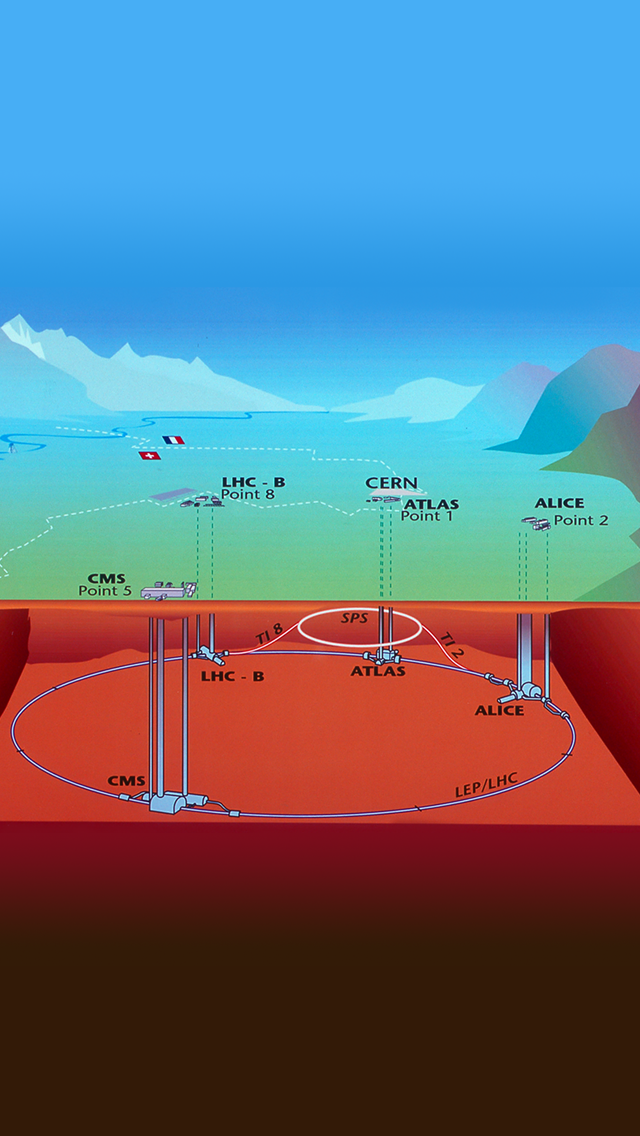 LHC - B
Point 8
CERN
ATLAS
Point 1
ALICE
Point 2
CMS
Point 5
SPS
TI 8
TI 2
LHC - B
ATLAS
ALICE
CMS
LEP/LHC